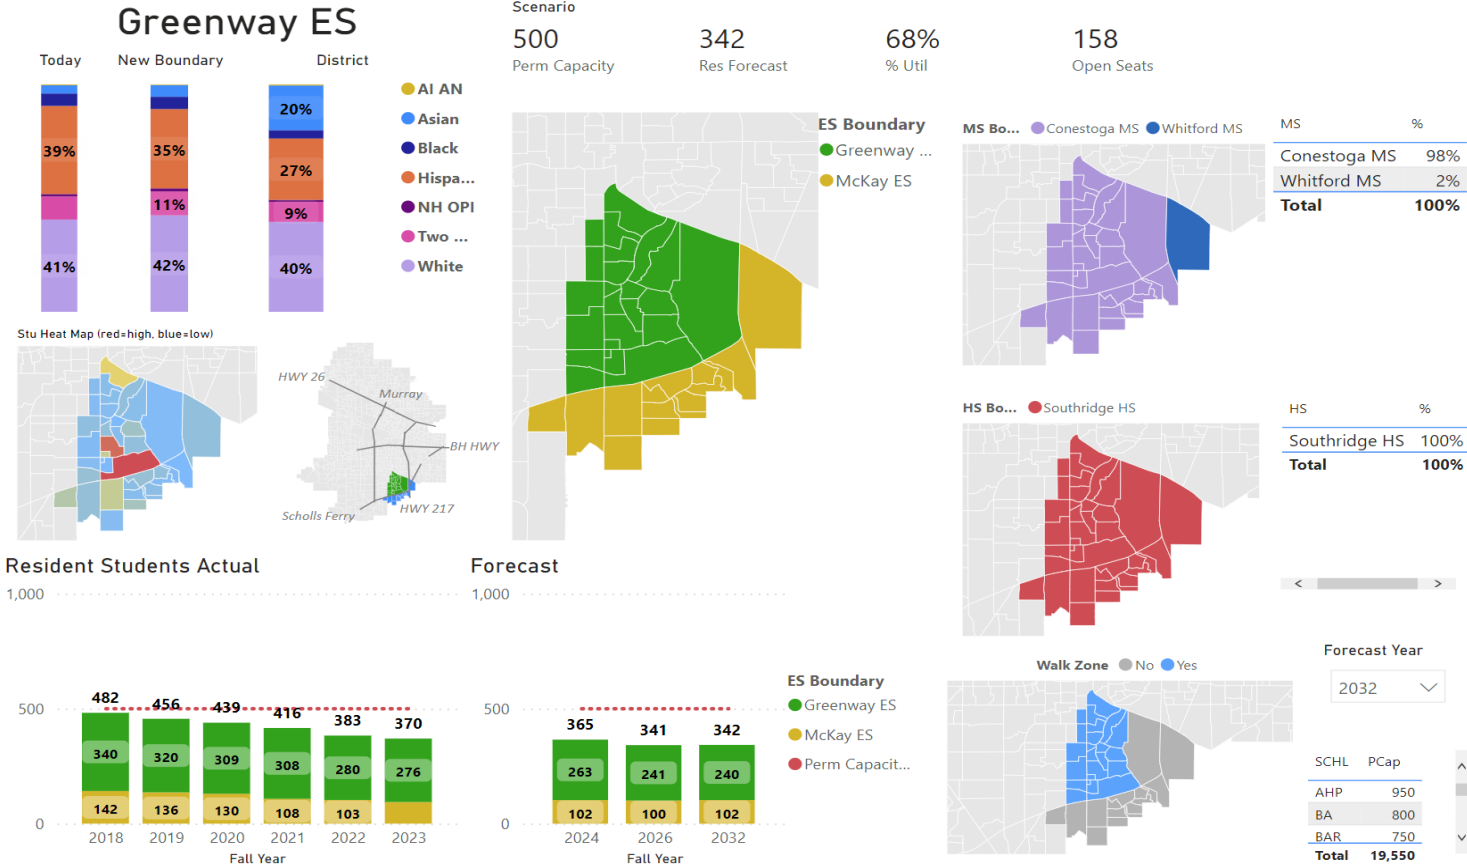 Greenway ES
Today
New Boundary
District
39%
41%
35%
11%
42%
20%
27%
9%
40%
AI AN
Asian
Black
Hispa...
NH OPI
Two ...
White
Scenario
500
Perm Capacity
342
Res Forecast
68%
% Util
158
Open Seats
ES Boundary
Greenway ...
McKay ES
MS Bo...
Conestoga MS
Whitford MS
MS %
Conestoga MS 98%
Whitford MS 2%
Total 100%
Stu Heat Map (red=high, blue=low)
HWY 26
Murray
BH HWY
Scholls Ferry
HWY 217
HS Bo...
Southridge HS
HS %
Southridge HS 100%
Total 100%
Resident Students Actual
1,000
500
0
482
456
439
416
383
370
340
320
309
308
280
276
142
136
130
108
103
2018
2019
2020
2021
2022
2023
Fall Year
Forecast
1,000
500
0
365
341
342
263
241
240
102
100
102
2024
2026
2032
Fall Year
ES Boundary
Greenway ES
McKay ES
Perm Capacit...
Walk Zone
No
Yes
Forecast Year
2032
SCHL PCap
AHP 950
BA 800
BAR 750
Total 19,550